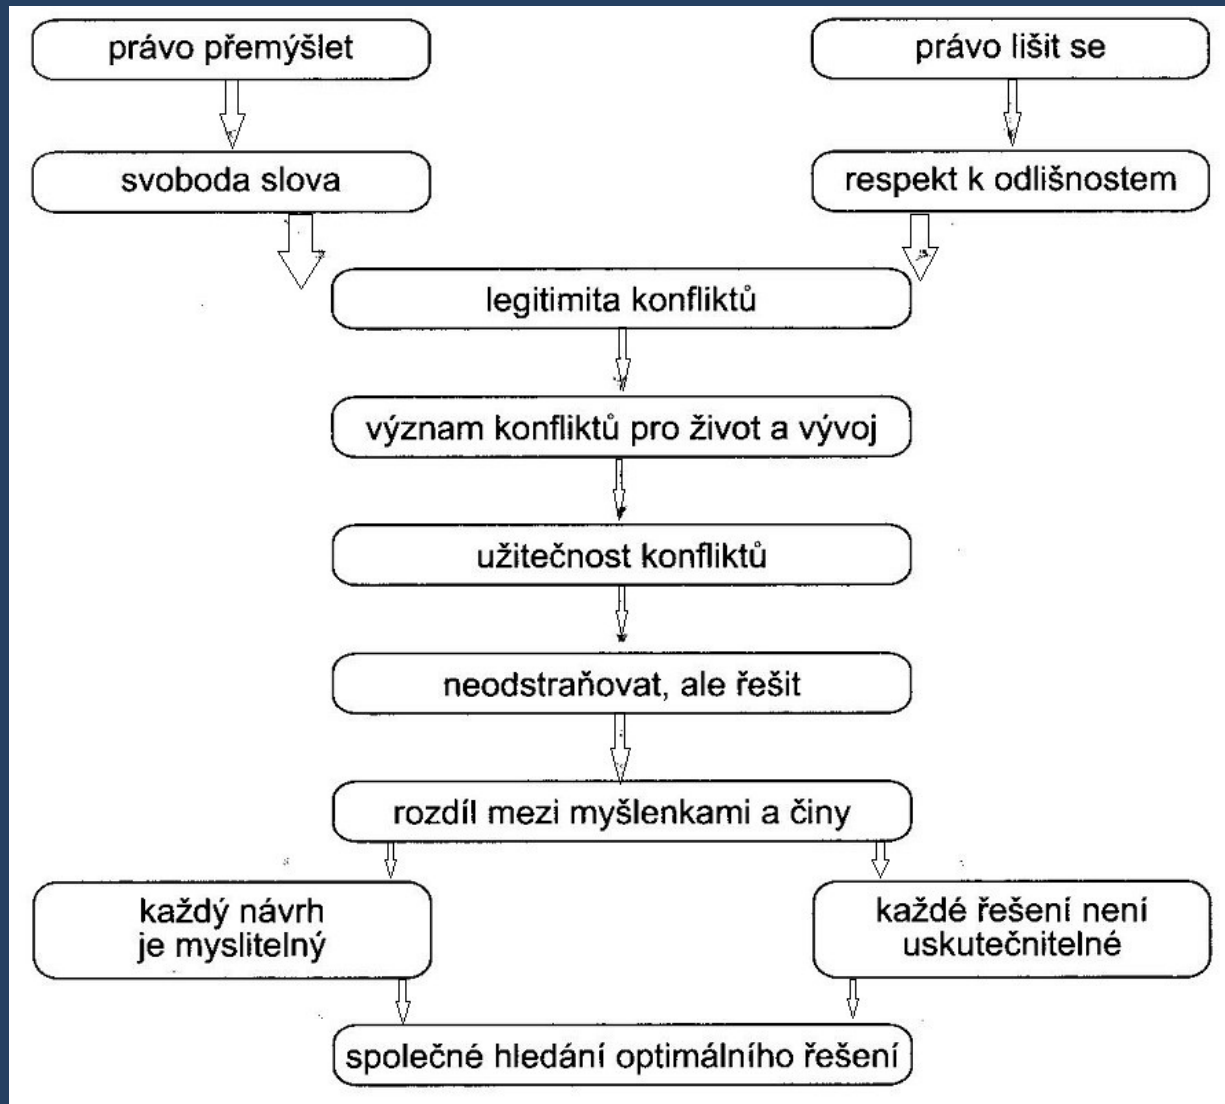 právo přemýšlet
právo lišit se
svoboda slova
respekt k odlišnostem
legitimita konfliktů
význam konfliktů pro život a vývoj
užitečnost konfliktů
neodstraňovat, ale řešit
rozdíl mezi myšlenkami a činy
každý návrh
je myslitelný
každé řešení není
uskutečnitelné
společné hledání optimálního řešení